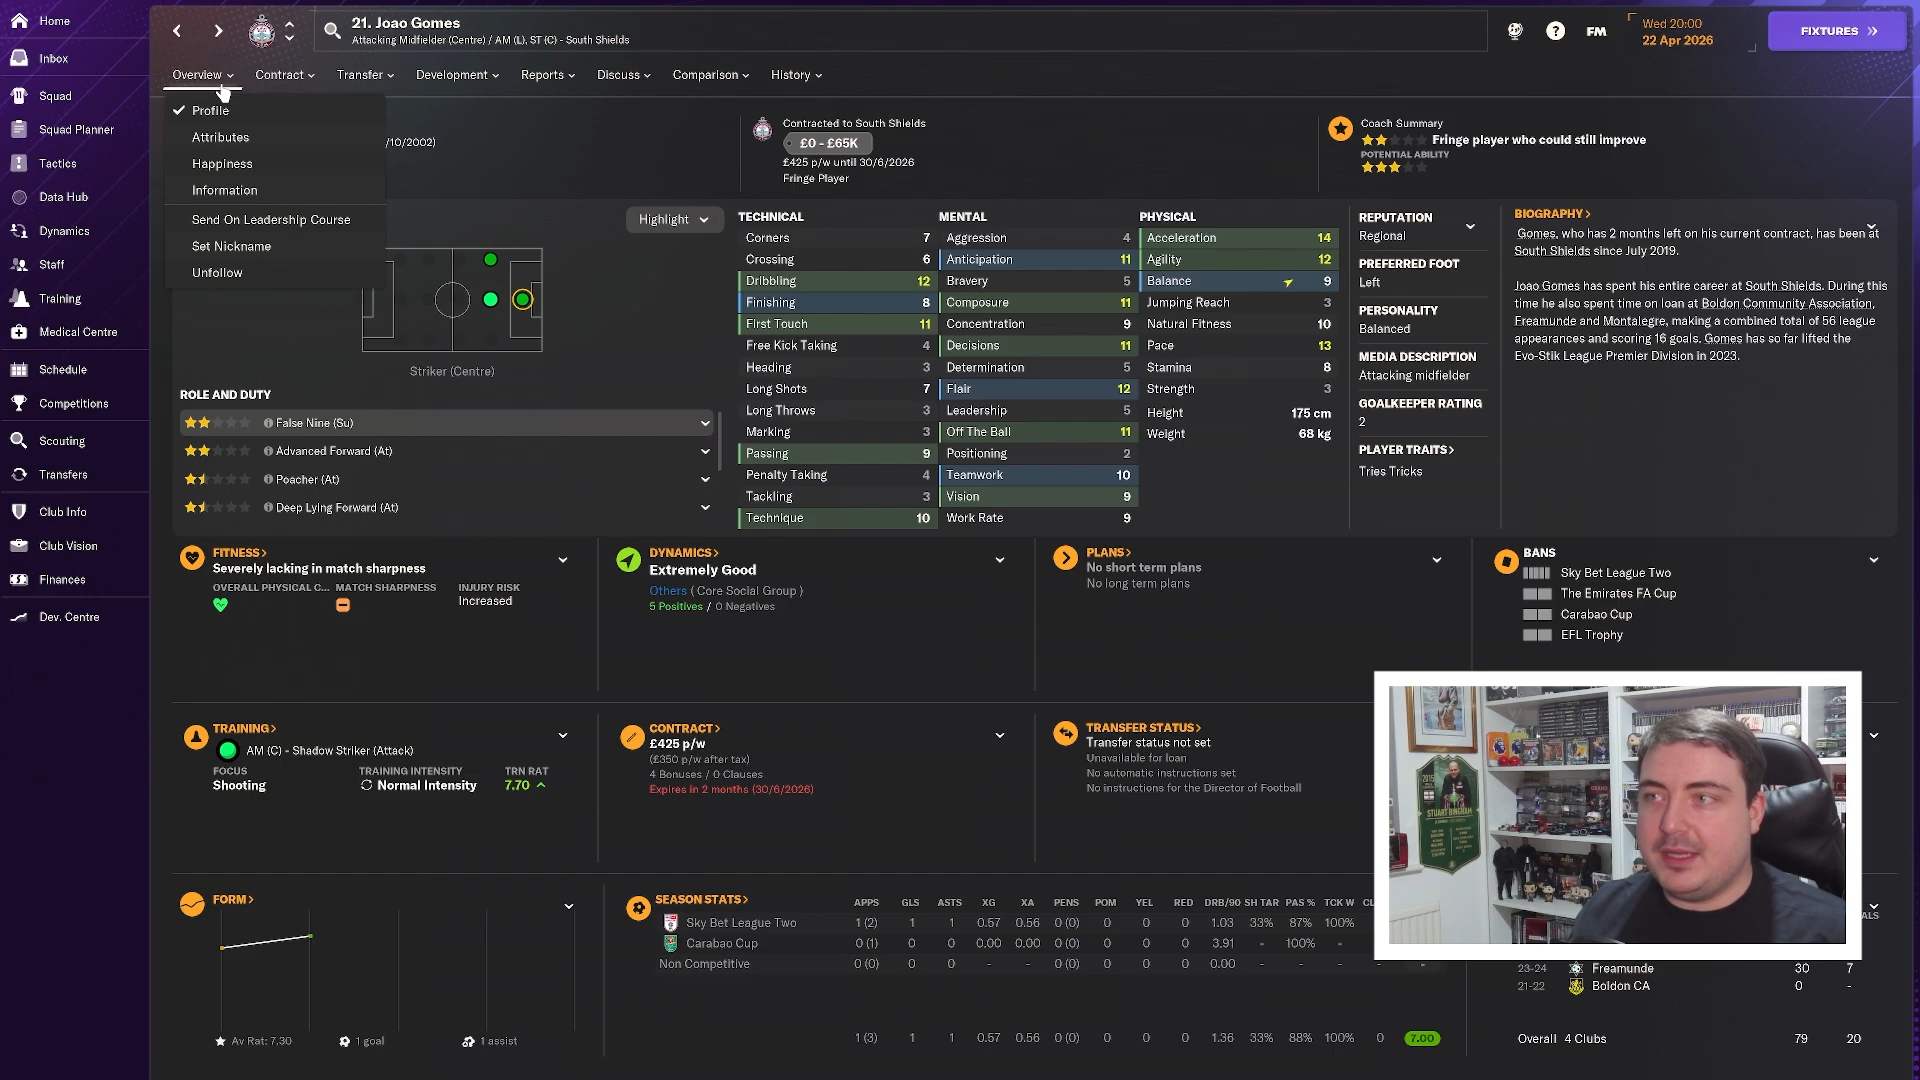 Home
Inbox
Squad
Squad Planner
Tactics
Data Hub
Dynamics
Staff
Training
Medical Centre
Schedule
Competitions
Scouting
Transfers
Club Info
Club Vision
Finances
Dev. Centre
21. Joao Gomes
Attacking Midfielder (Centre) / AM (L), ST (C) - South Shields
FM
Wed 20:00
22 Apr 2026
FIXTURES
Overview
Contract
Transfer
Development
Reports
Discuss
Comparison
History
Profile
Attributes
Happiness
Information
Send On Leadership Course
Set Nickname
Unfollow
/10/2002)
Contracted to South Shields
£0 - £65K
£425 p/w until 30/6/2026
Fringe Player
Coach Summary
Fringe player who could still improve
POTENTIAL ABILITY
Highlight
Striker (Centre)
ROLE AND DUTY
False Nine (Su)
Advanced Forward (At)
Poacher (At)
Deep Lying Forward (At)
TECHNICAL
Corners 7
Crossing 6
Dribbling 12
Finishing 8
First Touch 11
Free Kick Taking 4
Heading 3
Long Shots 7
Long Throws 3
Marking 3
Passing 9
Penalty Taking 4
Tackling 3
Technique 10
MENTAL
Aggression 4
Anticipation 11
Bravery 5
Composure 11
Concentration 9
Decisions 11
Determination 5
Flair 12
Leadership 5
Off The Ball 11
Positioning 2
Teamwork 10
Vision 9
Work Rate 9
PHYSICAL
Acceleration 14
Agility 12
Balance 9
Jumping Reach 3
Natural Fitness 10
Pace 13
Stamina 8
Strength 3
Height 175 cm
Weight 68 kg
REPUTATION
Regional
PREFERRED FOOT
Left
PERSONALITY
Balanced
MEDIA DESCRIPTION
Attacking midfielder
GOALKEEPER RATING
2
PLAYER TRAITS>
Tries Tricks
BIOGRAPHY>
Gomes, who has 2 months left on his current contract, has been at
South Shields since July 2019.
Joao Gomes has spent his entire career at South Shields. During this
time he also spent time on loan at Boldon Community Association,
Freamunde and Montalegre, making a combined total of 56 league
appearances and scoring 16 goals. Gomes has so far lifted the
Evo-Stik League Premier Division in 2023.
FITNESS>
Severely lacking in match sharpness
OVERALL PHYSICAL C... MATCH SHARPNESS INJURY RISK
Increased
DYNAMICS>
Extremely Good
Others ( Core Social Group )
5 Positives / 0 Negatives
PLANS>
No short term plans
No long term plans
BANS
Sky Bet League Two
The Emirates FA Cup
Carabao Cup
EFL Trophy
TRAINING>
AM (C) - Shadow Striker (Attack)
FOCUS TRAINING INTENSITY TRN RAT
Shooting Normal Intensity 7.70
CONTRACT>
£425 p/w
(£350 p/w after tax)
4 Bonuses / 0 Clauses
Expires in 2 months (30/6/2026)
TRANSFER STATUS>
Transfer status not set
Unavailable for loan
No automatic instructions set
No instructions for the Director of Football
STUART BINGHAM
FORM>
Av Rat: 7.30 1 goal 1 assist
SEASON STATS> APPS GLS ASTS XG XA PENS POM YEL RED DRB/90 SH TAR PAS % TCK W
Sky Bet League Two 1 (2) 1 1 0.57 0.56 0 (0) 0 0 0 1.03 33% 87% 100%
Carabao Cup 0 (1) 0 0 0.00 0.00 0 (0) 0 0 0 3.91 - 100% -
Non Competitive 0 (0) 0 0 - - 0 (0) 0 0 0 0.00 - - - - -
1 (3) 1 1 0.57 0.56 0 (0) 0 0 0 1.36 33% 88% 100% 0 7.00
23-24 Freamunde 30 7
21-22 Boldon CA 0 -
Overall 4 Clubs 79 20